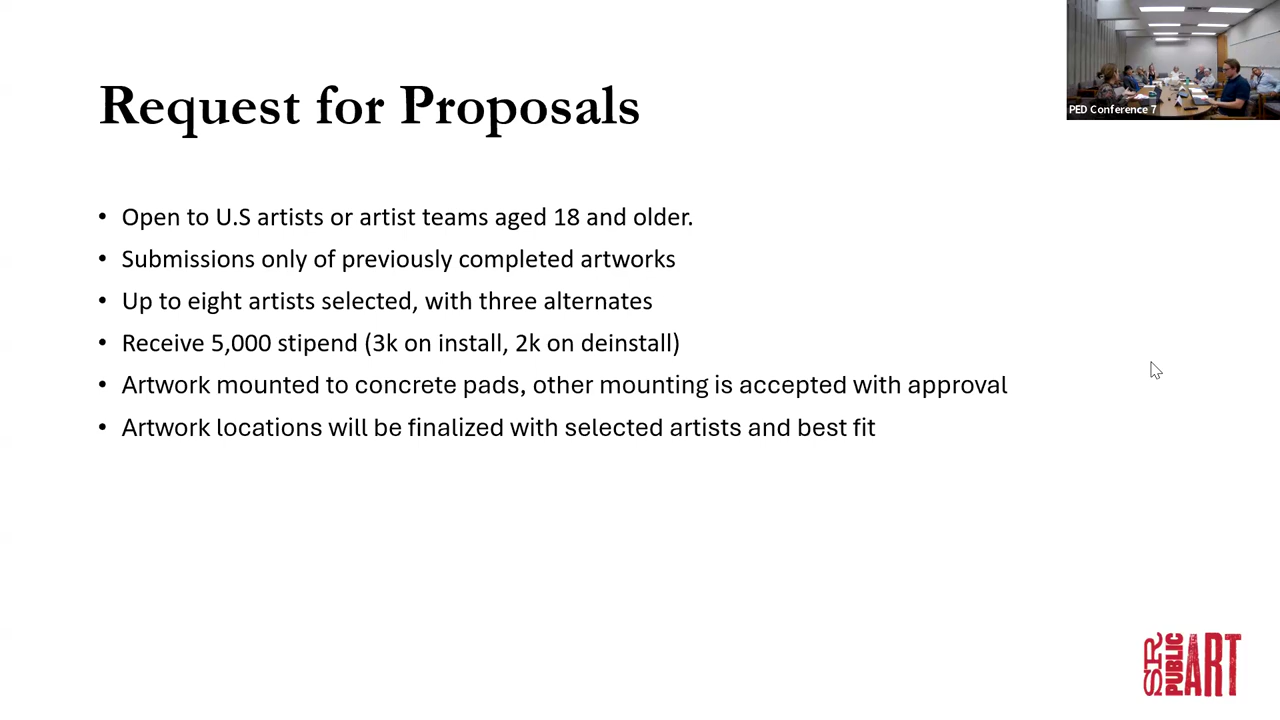 Request for Proposals
PED Conference 7
• Open to U.S artists or artist teams aged 18 and older.
• Submissions only of previously completed artworks
• Up to eight artists selected, with three alternates
• Receive 5,000 stipend (3k on install, 2k on deinstall)
• Artwork mounted to concrete pads, other mounting is accepted with approval
• Artwork locations will be finalized with selected artists and best fit
SR
PUBLIC
ART